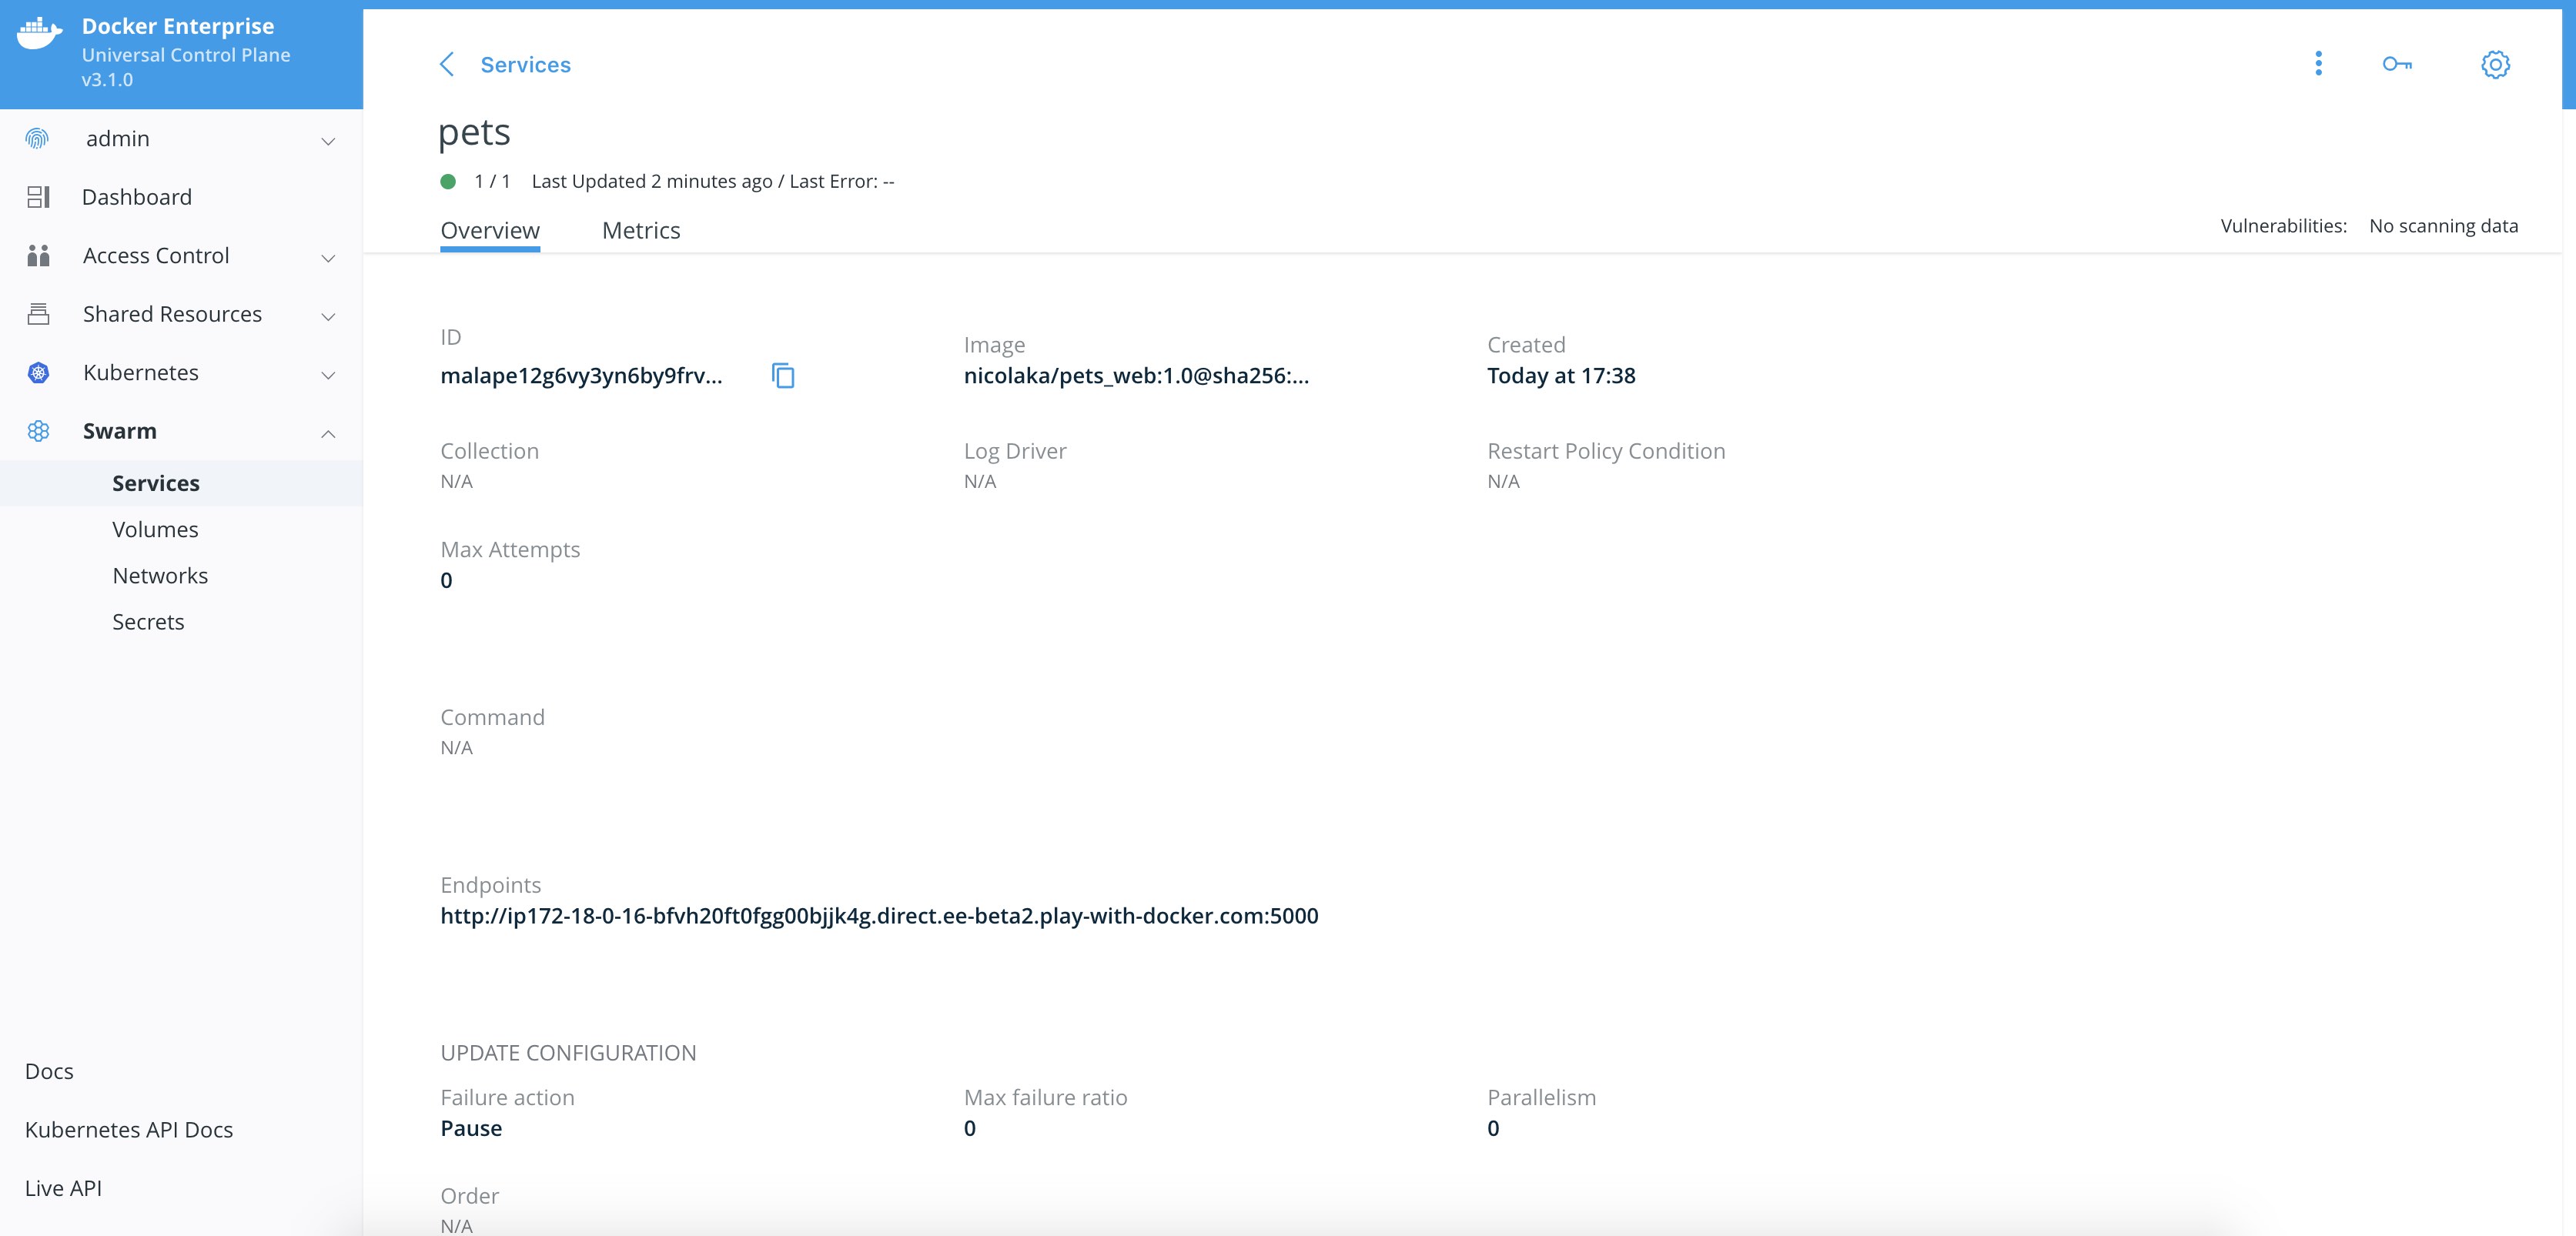 Docker Enterprise
Universal Control Plane
v3.1.0
admin
Dashboard
Access Control
Shared Resources
Kubernetes
Swarm
Services
Volumes
Networks
Secrets
Docs
Kubernetes API Docs
Live API
Services
pets
1 / 1 Last Updated 2 minutes ago / Last Error: --
Overview Metrics Vulnerabilities: No scanning data
ID
malape12g6vy3yn6by9frv...
Image
nicolaka/pets_web:1.0@sha256:...
Created
Today at 17:38
Collection
N/A
Log Driver
N/A
Restart Policy Condition
N/A
Max Attempts
0
Command
N/A
Endpoints
http://ip172-18-0-16-bfvh20ft0fgg00bjjk4g.direct.ee-beta2.play-with-docker.com:5000
UPDATE CONFIGURATION
Failure action
Pause
Max failure ratio
0
Parallelism
0
Order
N/A